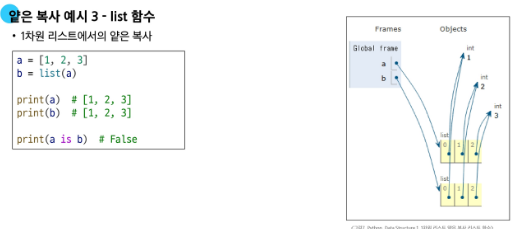 얕은 복사 예시 3 - list 함수
• 1차원 리스트에서의 얕은 복사
a = [1, 2, 3]
b = list(a)
print(a)  # [1, 2, 3]
print(b)  # [1, 2, 3]
print(a is b)  # False
Frames Objects
Global frame
a
b
int
1
int
2
int
3
list
0 1 2
list
0 1 2